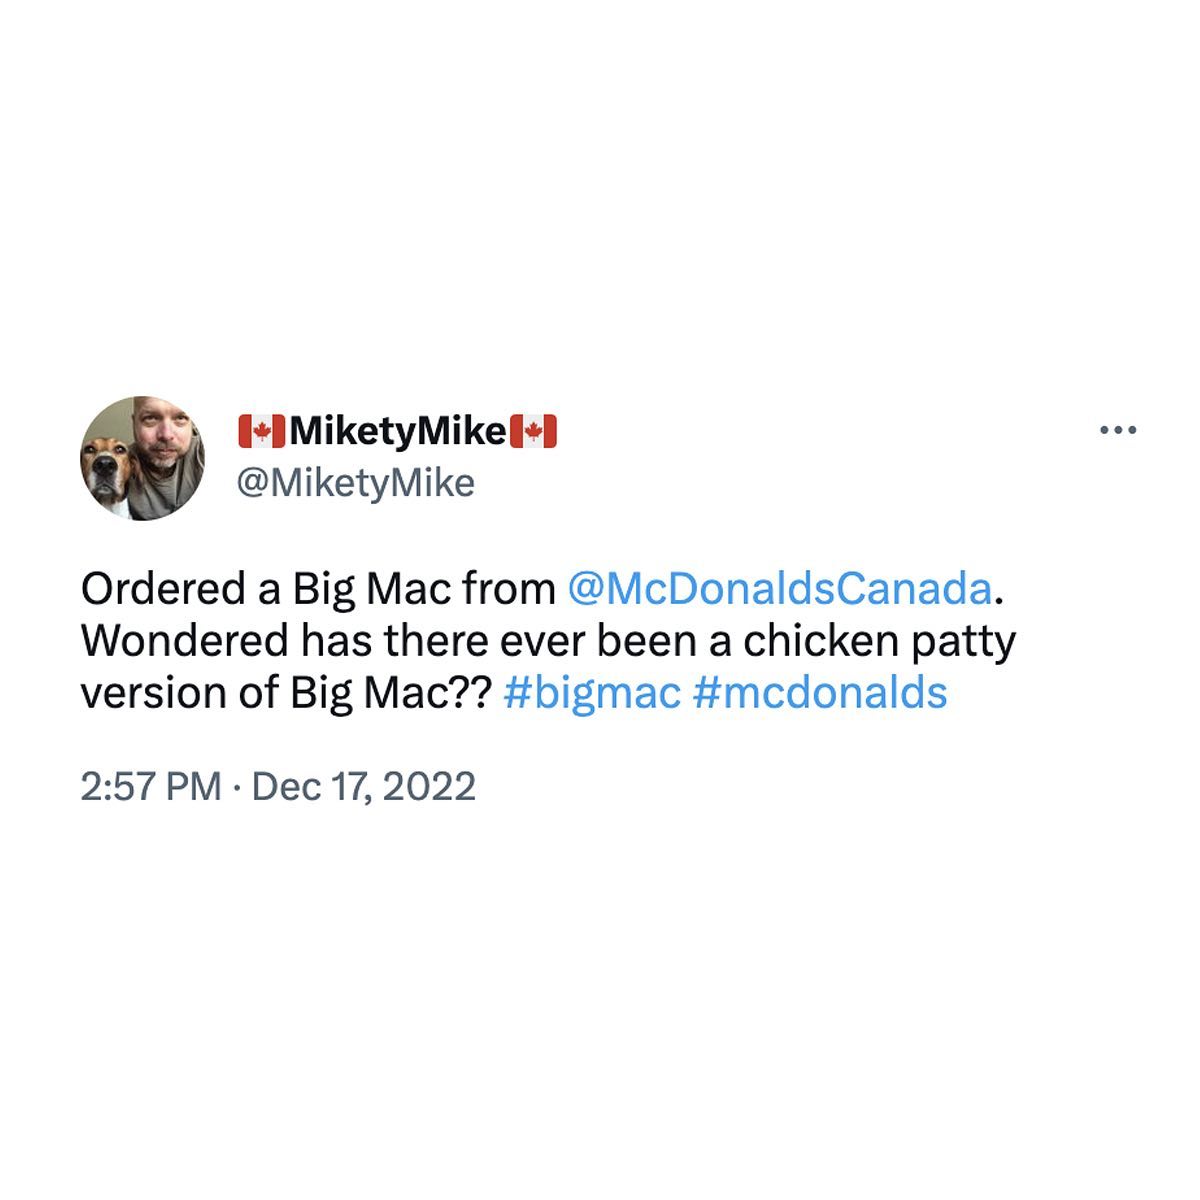 🇨🇦MiketyMike🇨🇦
@MiketyMike
Ordered a Big Mac from @McDonaldsCanada.
Wondered has there ever been a chicken patty
version of Big Mac?? #bigmac #mcdonalds
2:57 PM · Dec 17, 2022